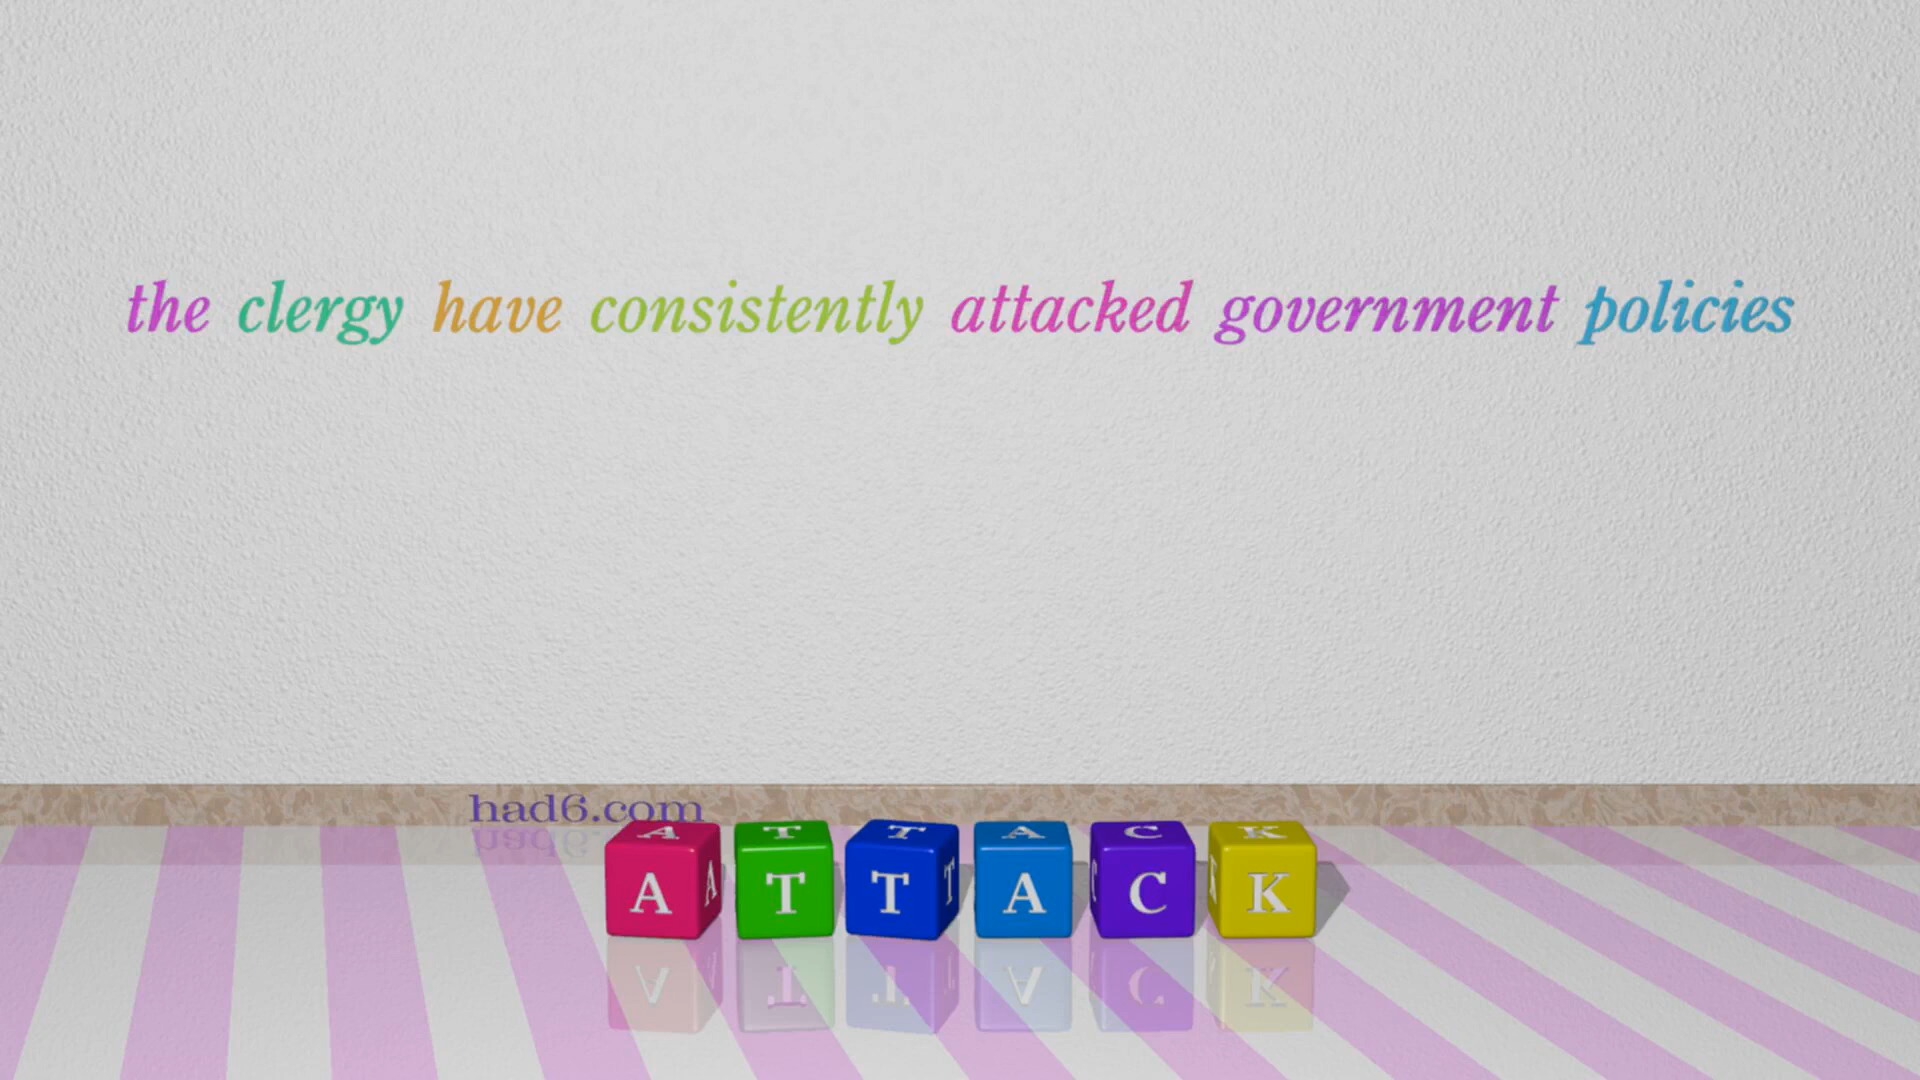 the clergy have consistently attacked government policies
had6.com
ATTACK